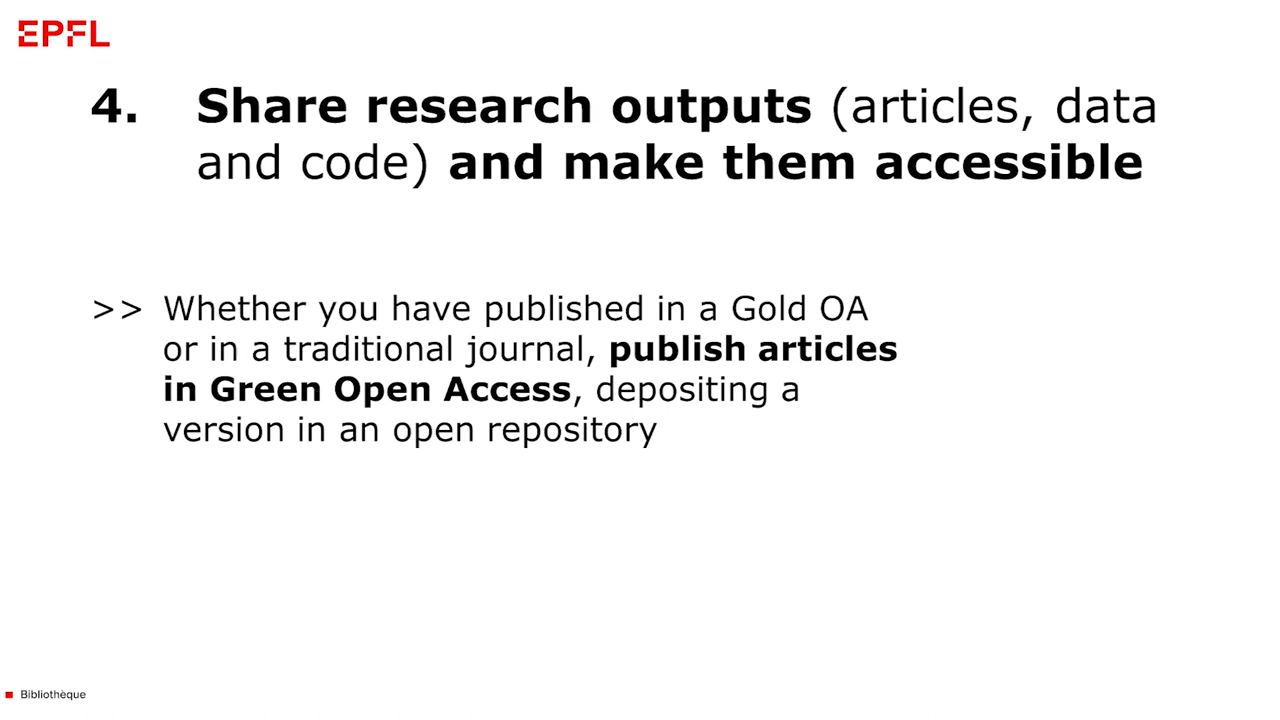 EPFL
4. Share research outputs (articles, data
and code) and make them accessible
>> Whether you have published in a Gold OA
or in a traditional journal, publish articles
in Green Open Access, depositing a
version in an open repository
Bibliothèque